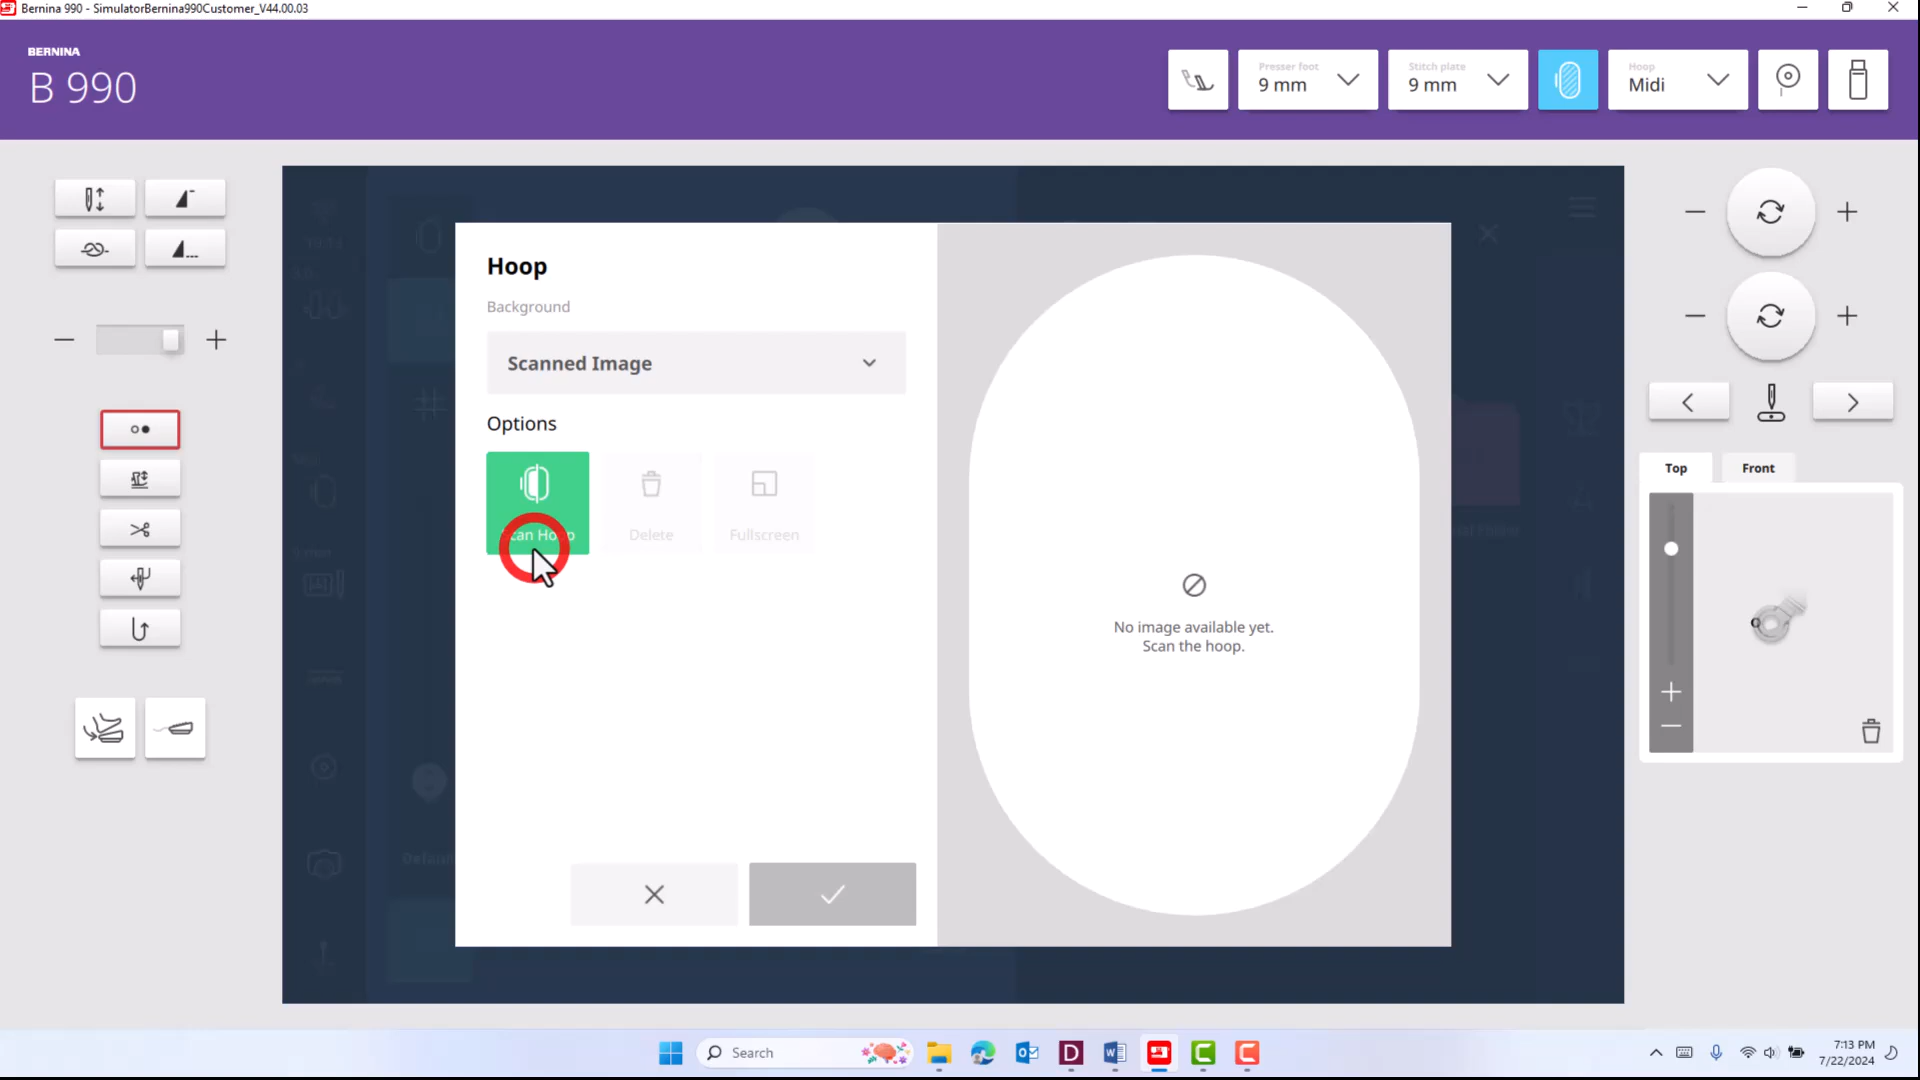 Bernina 990 - SimulatorBernina990Customer_V44.00.03
BERNINA
B 990
Presser foot
9 mm
Stitch plate
9 mm
Hoop
Midi
Hoop
Background
Scanned Image
Options
Scan Hoop
Delete
Fullscreen
No image available yet.
Scan the hoop.
Top
Front
Search
7:13 PM
7/22/2024